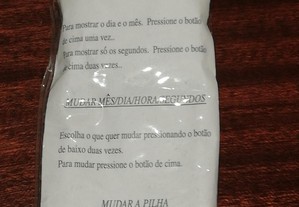 Para mostrar o dia e o mês. Pressione o botão
de cima uma vez..
Para mostrar só os segundos. Pressione o botão
de cima duas vezes..
MUDAR MÊS/DIA/HORA/SEGUNDOS
Escolha o que quer mudar pressionando o botão
de baixo duas vezes.
Para mudar pressione o botão de cima.
MUDAR A PILHA